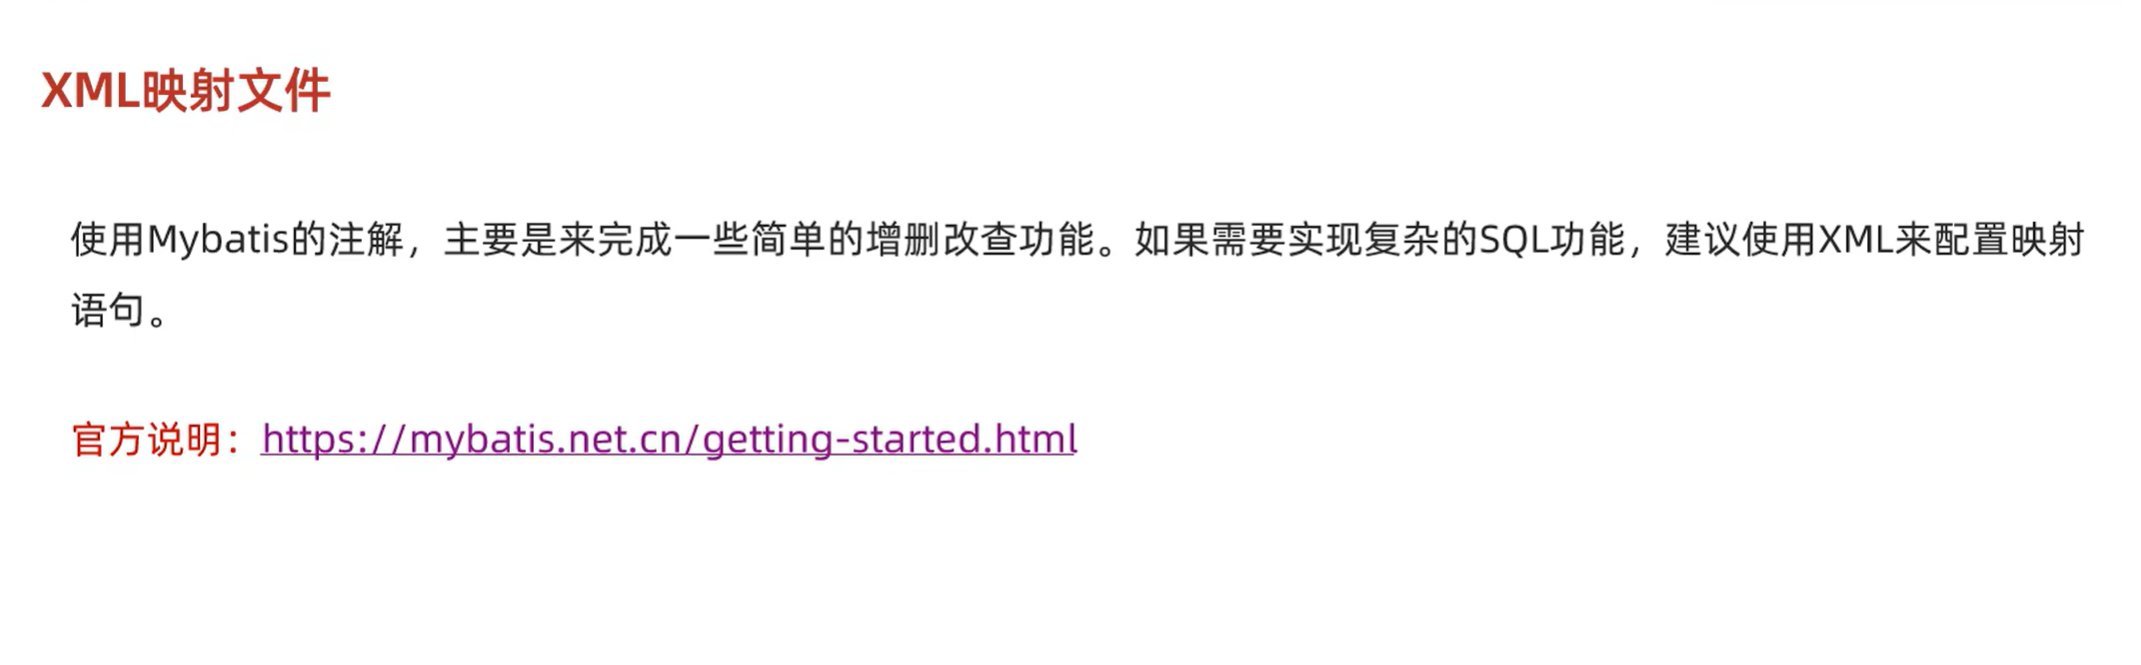 XML映射文件
使用Mybatis的注解，主要是来完成一些简单的增删改查功能。如果需要实现复杂的SQL功能，建议使用XML来配置映射
语句。
官方说明：https://mybatis.net.cn/getting-started.html